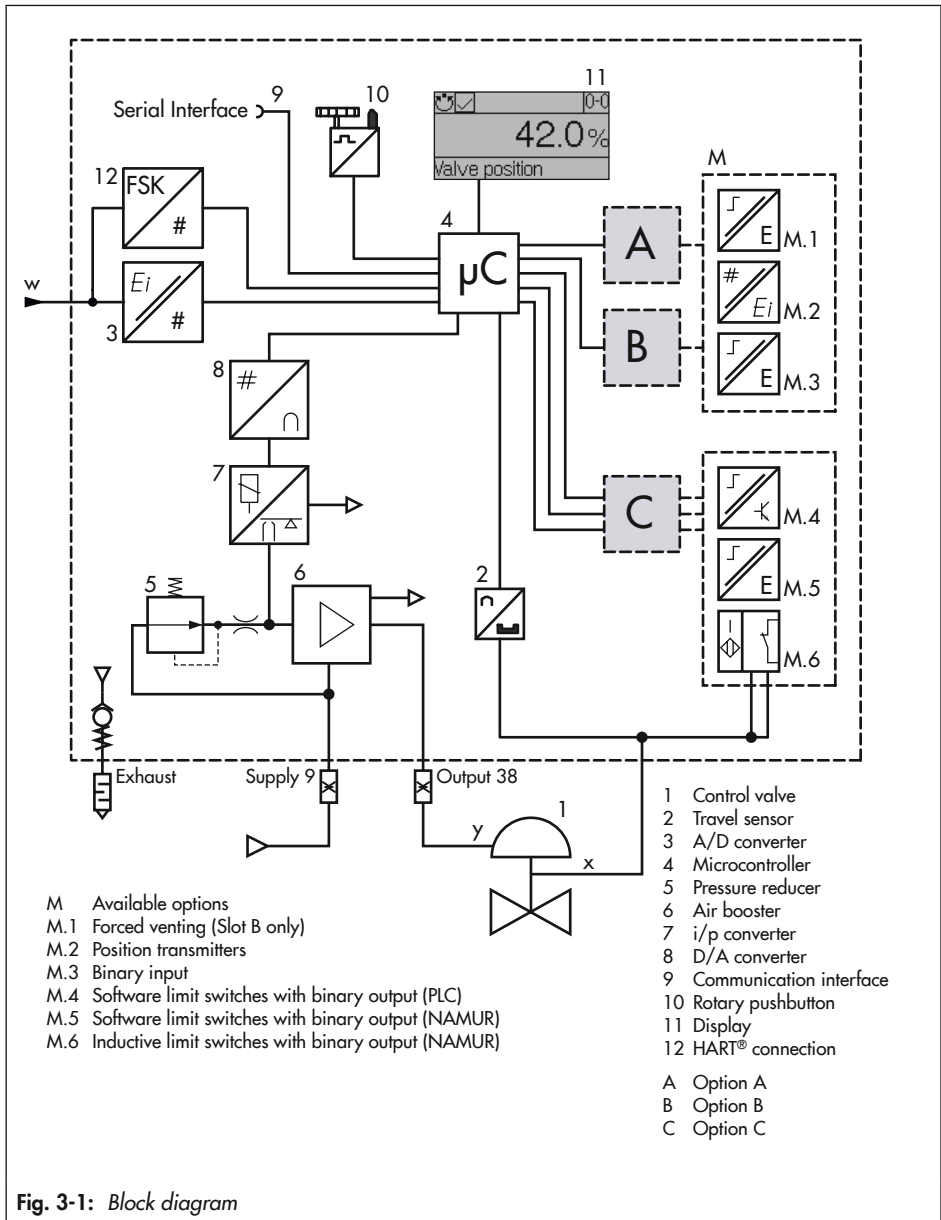 9
10
11
Serial Interface
0-0
42.0%
Valve position
M
12
FSK
#
4
A
E
M.1
w
Ei
#
3
µC
#
Ei
M.2
B
E
M.3
8
#
7
C
M.4
6
2
5
E
M.5
M.6
Exhaust
Supply 9
Output 38
1
y
x
1 Control valve
2 Travel sensor
3 A/D converter
4 Microcontroller
5 Pressure reducer
6 Air booster
7 i/p converter
8 D/A converter
9 Communication interface
10 Rotary pushbutton
11 Display
12 HART® connection
A Option A
B Option B
C Option C
M Available options
M.1 Forced venting (Slot B only)
M.2 Position transmitters
M.3 Binary input
M.4 Software limit switches with binary output (PLC)
M.5 Software limit switches with binary output (NAMUR)
M.6 Inductive limit switches with binary output (NAMUR)
Fig. 3-1: Block diagram